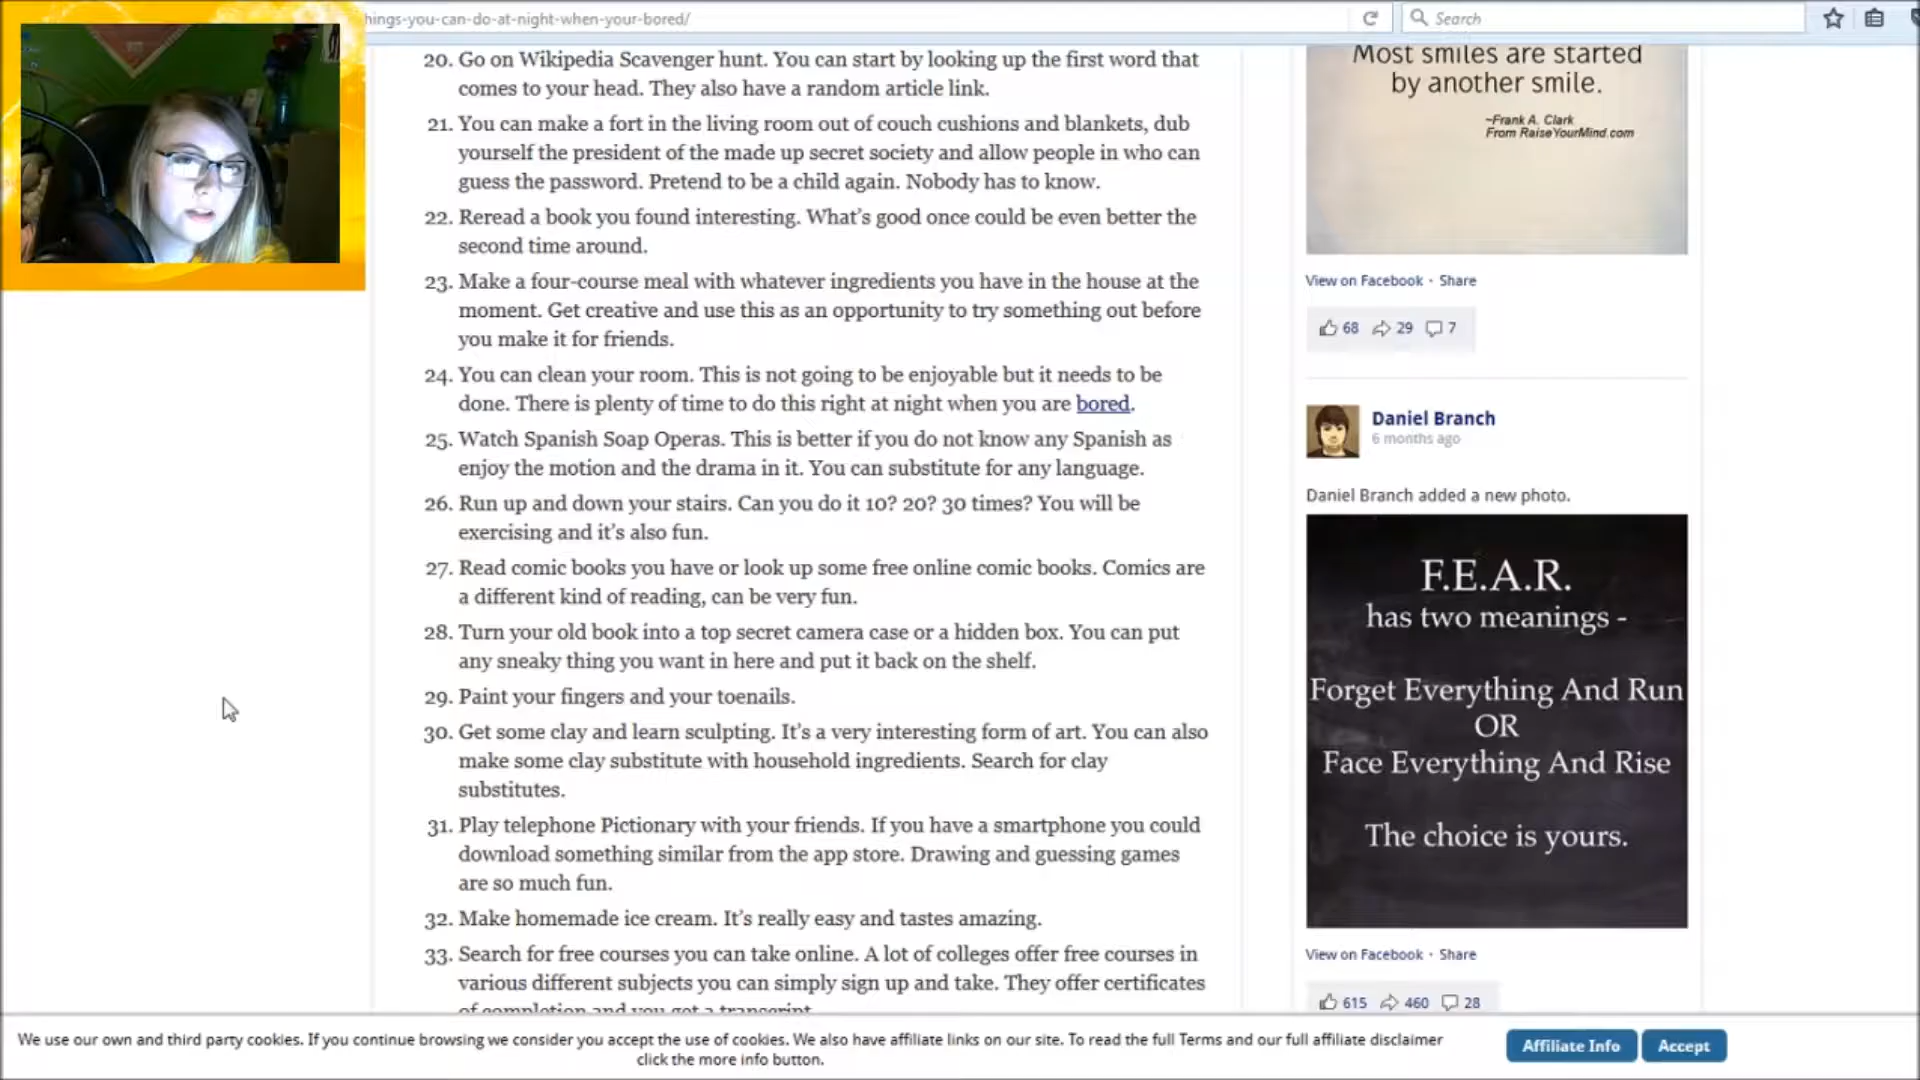 hings-you-can-do-at-night-when-your-bored/
Search
20. Go on Wikipedia Scavenger hunt. You can start by looking up the first word that
comes to your head. They also have a random article link.
21. You can make a fort in the living room out of couch cushions and blankets, dub
yourself the president of the made up secret society and allow people in who can
guess the password. Pretend to be a child again. Nobody has to know.
22. Reread a book you found interesting. What's good once could be even better the
second time around.
23. Make a four-course meal with whatever ingredients you have in the house at the
moment. Get creative and use this as an opportunity to try something out before
you make it for friends.
24. You can clean your room. This is not going to be enjoyable but it needs to be
done. There is plenty of time to do this right at night when you are bored.
25. Watch Spanish Soap Operas. This is better if you do not know any Spanish as
enjoy the motion and the drama in it. You can substitute for any language.
26. Run up and down your stairs. Can you do it 10? 20? 30 times? You will be
exercising and it's also fun.
27. Read comic books you have or look up some free online comic books. Comics are
a different kind of reading, can be very fun.
28. Turn your old book into a top secret camera case or a hidden box. You can put
any sneaky thing you want in here and put it back on the shelf.
29. Paint your fingers and your toenails.
30. Get some clay and learn sculpting. It's a very interesting form of art. You can also
make some clay substitute with household ingredients. Search for clay
substitutes.
31. Play telephone Pictionary with your friends. If you have a smartphone you could
download something similar from the app store. Drawing and guessing games
are so much fun.
32. Make homemade ice cream. It's really easy and tastes amazing.
33. Search for free courses you can take online. A lot of colleges offer free courses in
various different subjects you can simply sign up and take. They offer certificates
of completion and you get a transcript.
Most smiles are started
by another smile.
~Frank A. Clark
From RaiseYourMind.com
View on Facebook · Share
68 29 7
Daniel Branch
6 months ago
Daniel Branch added a new photo.
F.E.A.R.
has two meanings -
Forget Everything And Run
OR
Face Everything And Rise
The choice is yours.
View on Facebook · Share
615 460 28
We use our own and third party cookies. If you continue browsing we consider you accept the use of cookies. We also have affiliate links on our site. To read the full Terms and our full affiliate disclaimer
click the more info button.
Affiliate Info
Accept